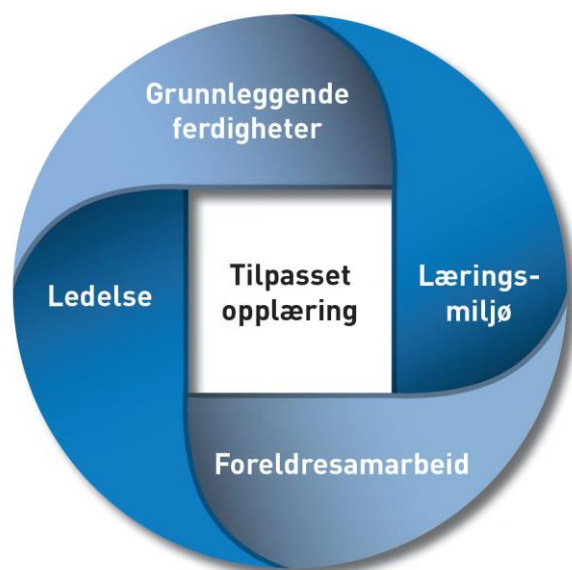 Grunnleggende
ferdigheter
Ledelse
Tilpasset
opplæring
Lærings-
miljø
Foreldresamarbeid